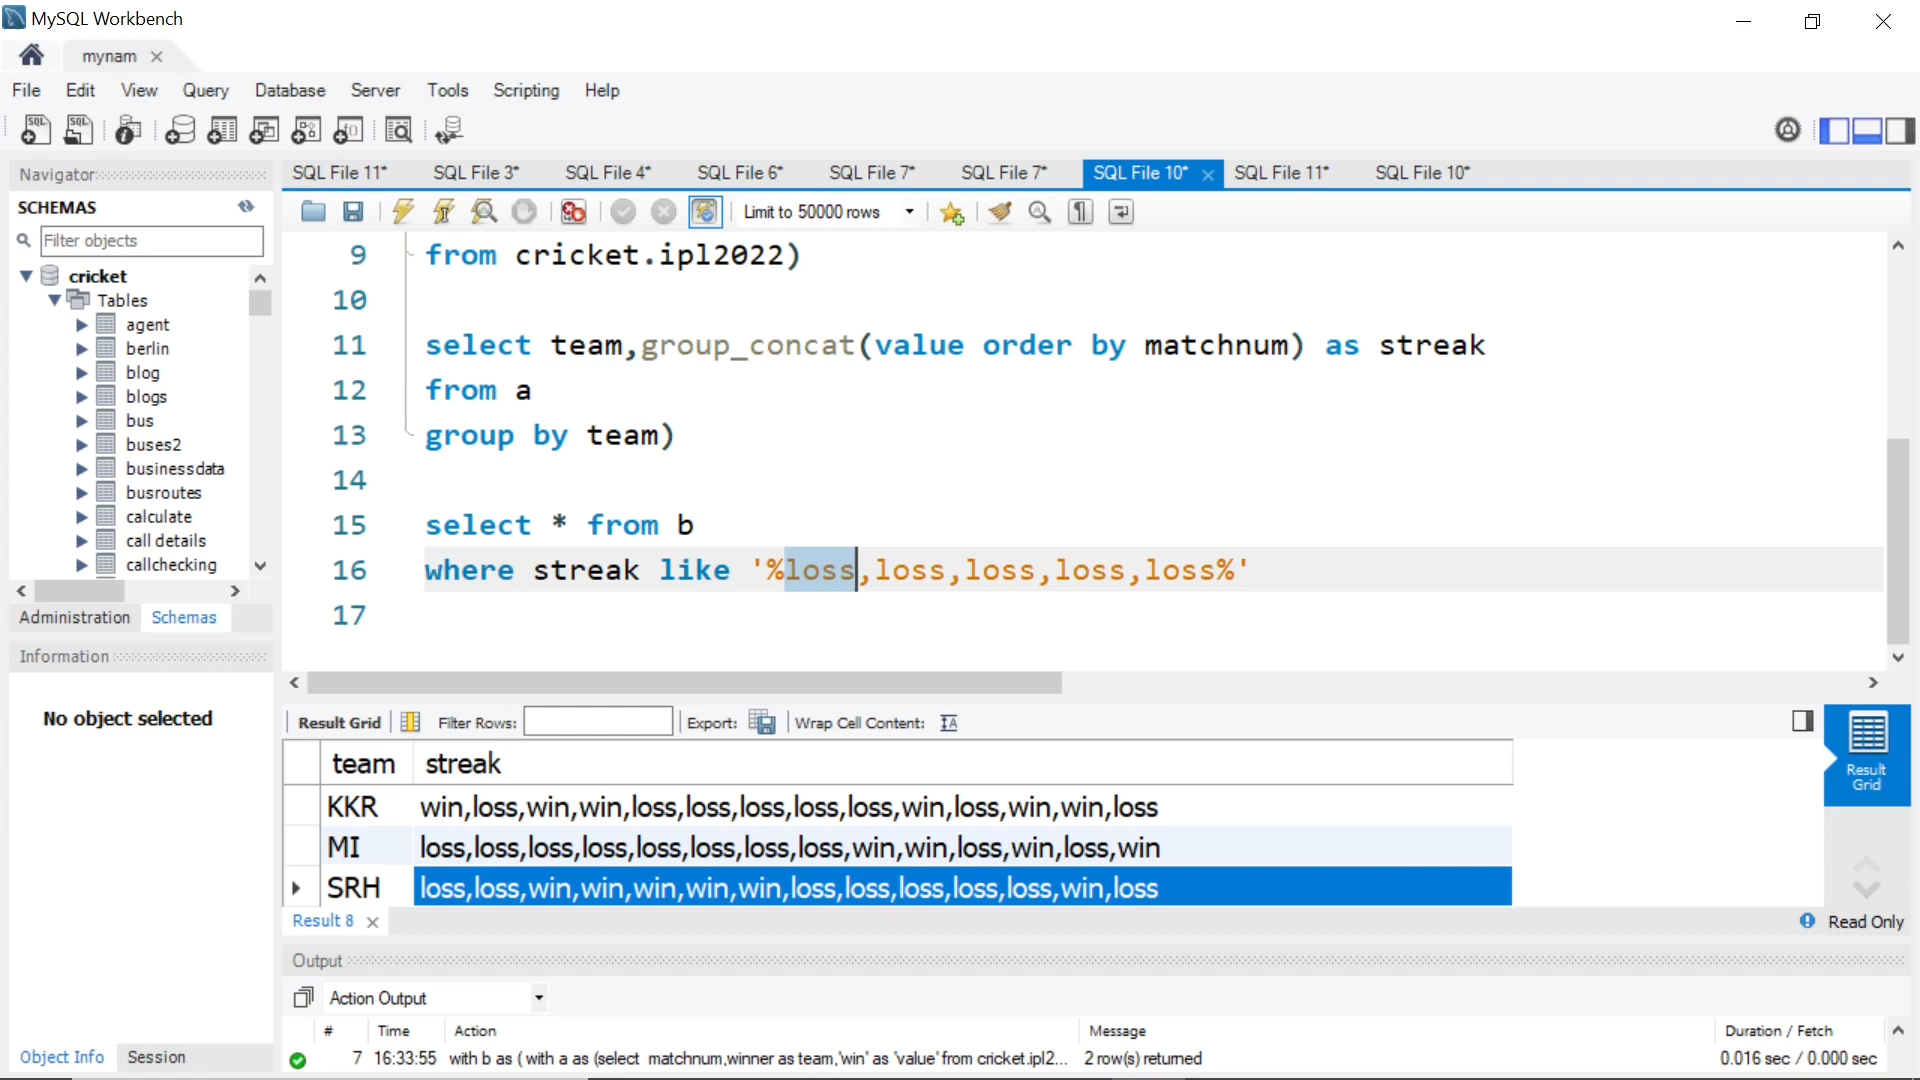 MySQL Workbench
mynam
File Edit View Query Database Server Tools Scripting Help
Navigator
SQL File 11* SQL File 3* SQL File 4* SQL File 6* SQL File 7* SQL File 7* SQL File 10* SQL File 11* SQL File 10*
SCHEMAS
Limit to 50000 rows
Filter objects
cricket
Tables
agent
berlin
blog
blogs
bus
buses2
businessdata
busroutes
calculate
call details
callchecking
Administration Schemas
Information
No object selected
9 from cricket.ipl2022)
10
11 select team,group_concat(value order by matchnum) as streak
12 from a
13 group by team)
14
15 select * from b
16 where streak like '%loss,loss,loss,loss,loss%'
17
Result Grid Filter Rows: Export: Wrap Cell Content:
Result Grid
team streak
KKR win,loss,win,win,loss,loss,loss,loss,loss,win,loss,win,win,loss
MI loss,loss,loss,loss,loss,loss,loss,loss,win,win,loss,win,loss,win
SRH loss,loss,win,win,win,win,win,loss,loss,loss,loss,loss,win,loss
Result 8
Read Only
Output
Action Output
# Time Action Message Duration / Fetch
7 16:33:55 with b as ( with a as (select matchnum,winner as team,'win' as 'value' from cricket.ipl2... 2 row(s) returned 0.016 sec / 0.000 sec
Object Info Session